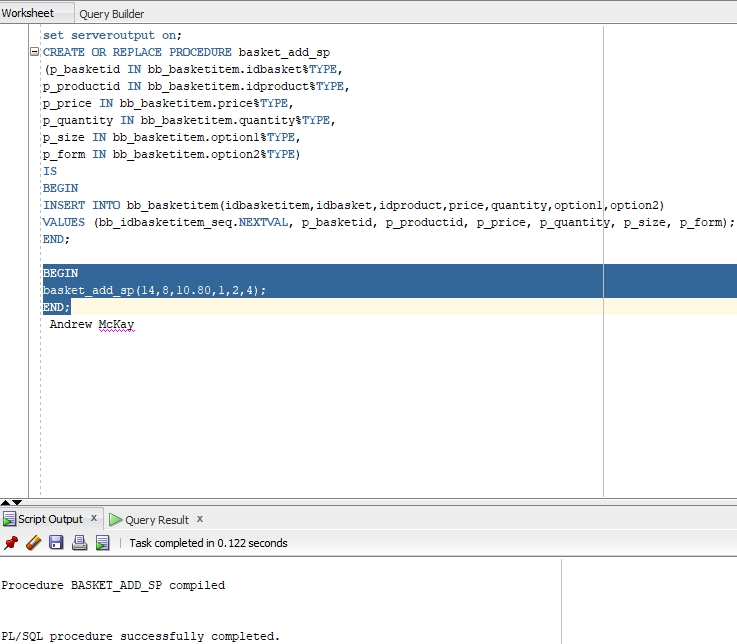 Worksheet Query Builder
set serveroutput on;
CREATE OR REPLACE PROCEDURE basket_add_sp
(p_basketid IN bb_basketitem.idbasket%TYPE,
p_productid IN bb_basketitem.idproduct%TYPE,
p_price IN bb_basketitem.price%TYPE,
p_quantity IN bb_basketitem.quantity%TYPE,
p_size IN bb_basketitem.option1%TYPE,
p_form IN bb_basketitem.option2%TYPE)
IS
BEGIN
INSERT INTO bb_basketitem(idbasketitem,idbasket,idproduct,price,quantity,option1,option2)
VALUES (bb_idbasketitem_seq.NEXTVAL, p_basketid, p_productid, p_price, p_quantity, p_size, p_form);
END;
BEGIN
basket_add_sp(14,8,10.80,1,2,4);
END;
Andrew McKay
Script Output x Query Result x
Task completed in 0.122 seconds
Procedure BASKET_ADD_SP compiled
PL/SQL procedure successfully completed.